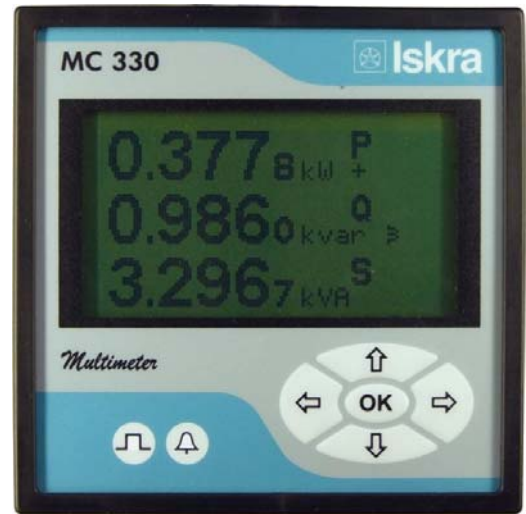 MC 330 Iskra
0.3778 kW P
+
0.9860 kvar Q
3.2967 kVA S
Multimeter
OK